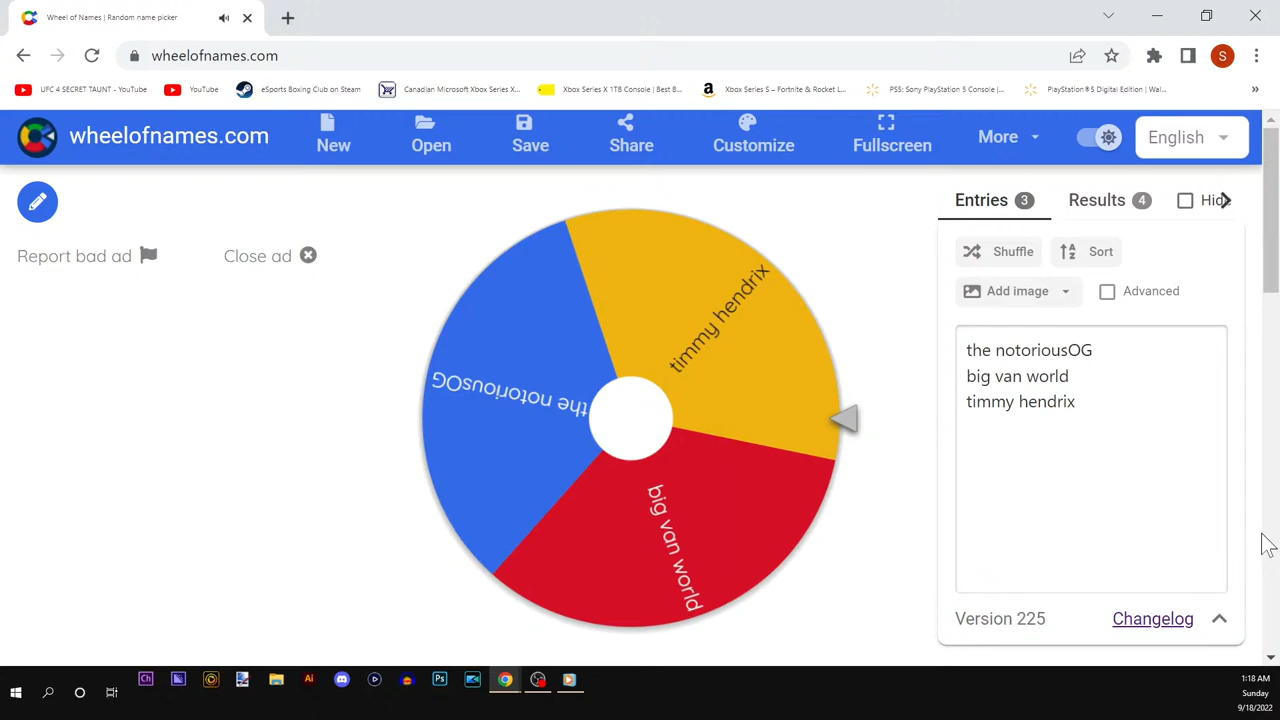 Wheel of Names | Random name picker
wheelofnames.com
UFC 4 SECRET TAUNT - YouTube
YouTube
eSports Boxing Club on Steam
Canadian Microsoft Xbox Series X...
Xbox Series X 1TB Console | Best B...
Xbox Series S – Fortnite & Rocket L...
PS5: Sony PlayStation 5 Console |...
PlayStation®5 Digital Edition | Wal...
»
wheelofnames.com
New
Open
Save
Share
Customize
Fullscreen
More
English
Report bad ad
Close ad
timmy hendrix
the notoriousOG
big van world
Entries 3
Results 4
Hide
Shuffle
Sort
Add image
Advanced
the notoriousOG
big van world
timmy hendrix
Version 225
Changelog
S
Ch
Ai
Ps
1:18 AM
Sunday
9/18/2022